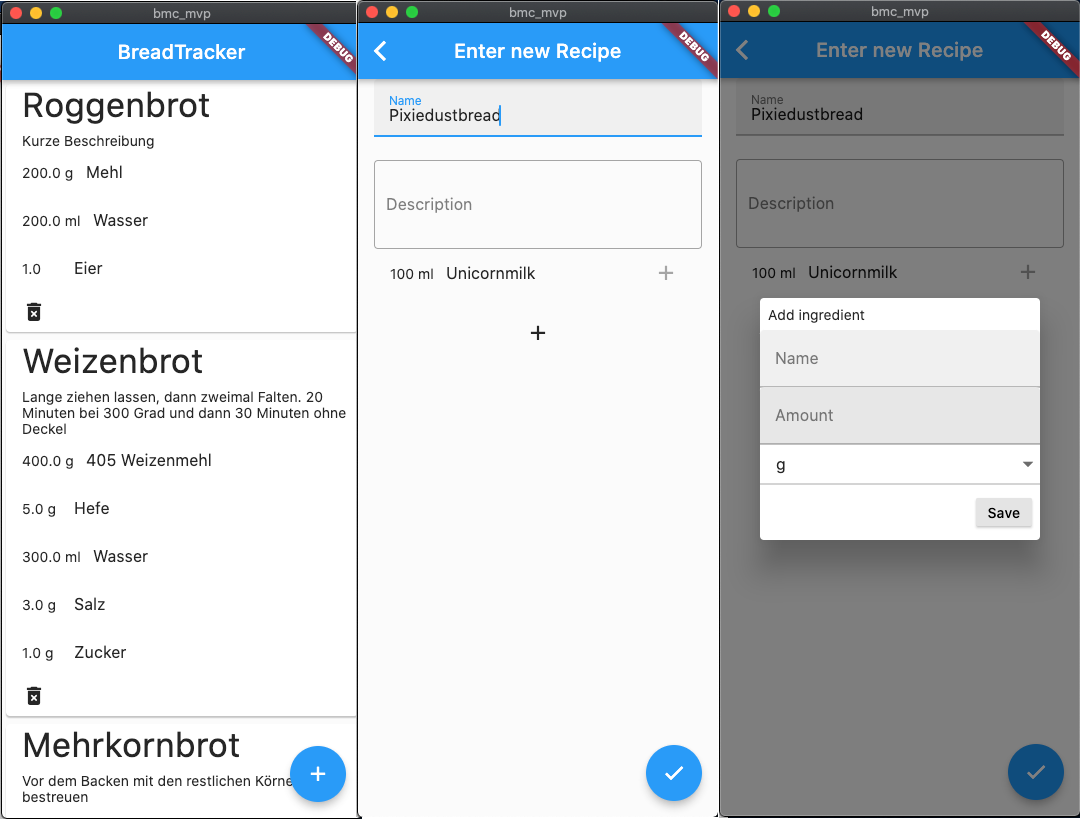 bmc_mvp
BreadTracker
DEBUG
Roggenbrot
Kurze Beschreibung
200.0 g Mehl
200.0 ml Wasser
1.0 Eier
Weizenbrot
Lange ziehen lassen, dann zweimal Falten. 20
Minuten bei 300 Grad und dann 30 Minuten ohne
Deckel
400.0 g 405 Weizenmehl
5.0 g Hefe
300.0 ml Wasser
3.0 g Salz
1.0 g Zucker
Mehrkornbrot
Vor dem Backen mit den restlichen Körne
bestreuen
+
bmc_mvp
Enter new Recipe
DEBUG
Name
Pixiedustbread
Description
100 ml Unicornmilk +
+
bmc_mvp
Enter new Recipe
DEBUG
Name
Pixiedustbread
Description
100 ml Unicornmilk +
Add ingredient
Name
Amount
g
Save